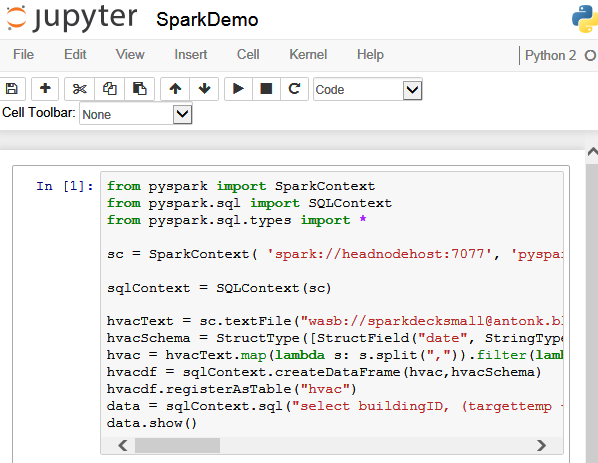 jupyter SparkDemo
File Edit View Insert Cell Kernel Help Python 2
Code
Cell Toolbar: None
In [1]: from pyspark import SparkContext
from pyspark.sql import SQLContext
from pyspark.sql.types import *
sc = SparkContext( 'spark://headnodehost:7077', 'pyspar
sqlContext = SQLContext(sc)
hvacText = sc.textFile("wasb://sparkdecksmall@antonk.bl
hvacSchema = StructType([StructField("date", StringType
hvac = hvacText.map(lambda s: s.split(",")).filter(lamb
hvacdf = sqlContext.createDataFrame(hvac,hvacSchema)
hvacdf.registerAsTable("hvac")
data = sqlContext.sql("select buildingID, (targettemp -
data.show()